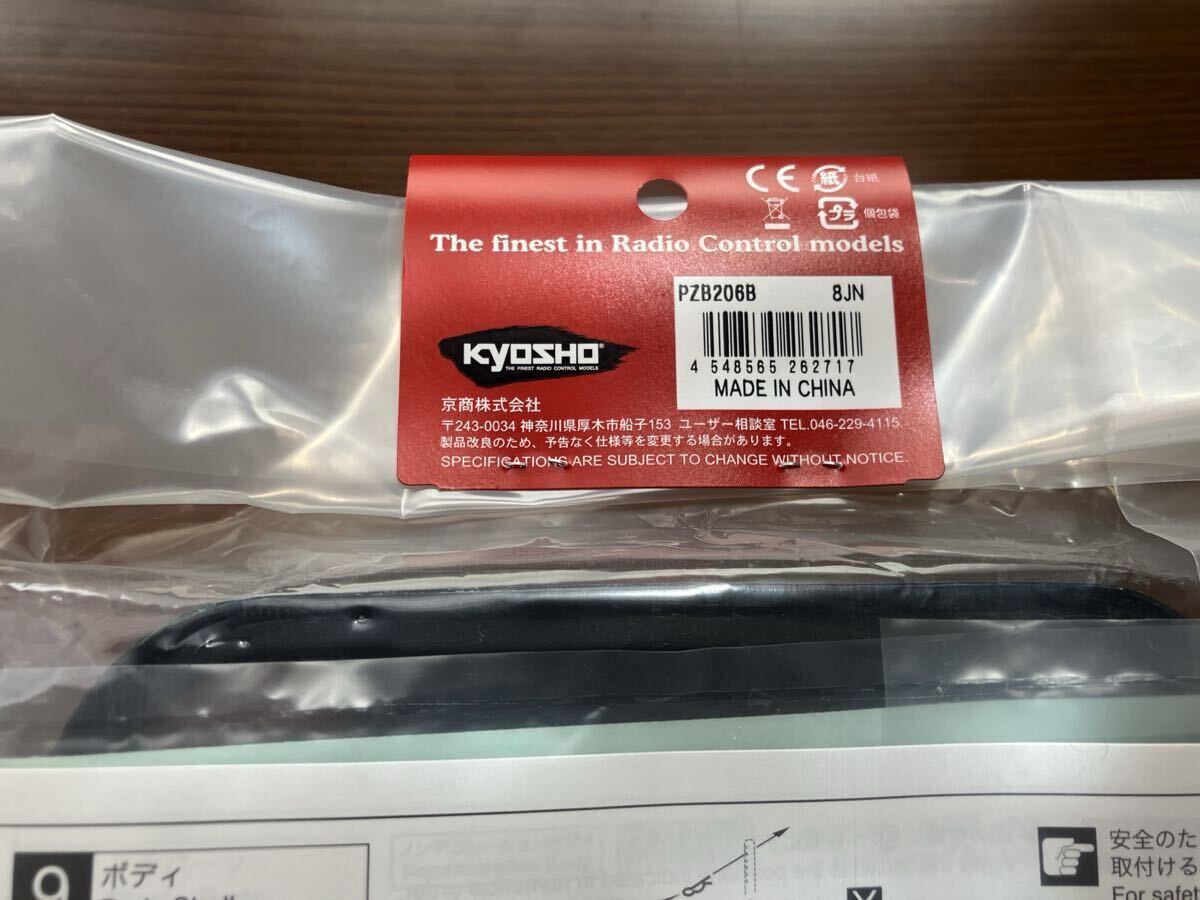 CE 紙 台紙
プラ 個包袋
The finest in Radio Control models
PZB206B 8JN
4 548565 262717
MADE IN CHINA
KYOSHO®
THE FINEST RADIO CONTROL MODELS
京商株式会社
〒243-0034 神奈川県厚木市船子153 ユーザー相談室 TEL.046-229-4115
製品改良のため、予告なく仕様等を変更する場合があります。
SPECIFICATIONS ARE SUBJECT TO CHANGE WITHOUT NOTICE.
9 ボディ
安全のた
取付ける
For safet